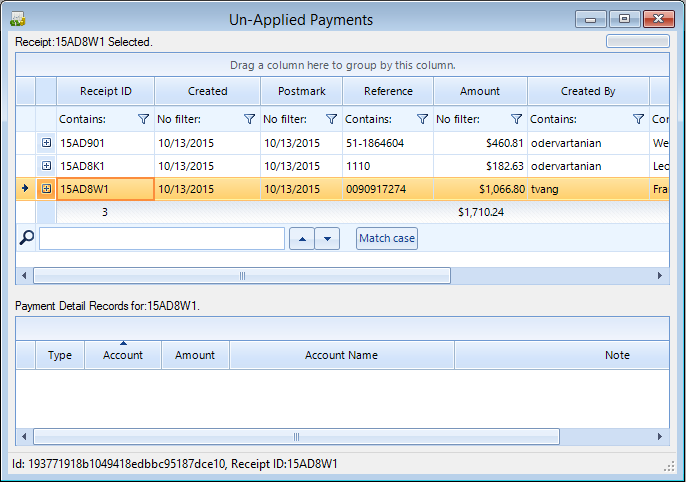 Un-Applied Payments
Receipt:15AD8W1 Selected.
Drag a column here to group by this column.
Receipt ID Created Postmark Reference Amount Created By
Contains: No filter: No filter: Contains: No filter: Contains: Con
15AD901 10/13/2015 10/13/2015 51-1864604 $460.81 odervartanian We
15AD8K1 10/13/2015 10/13/2015 1110 $182.63 odervartanian Leo
15AD8W1 10/13/2015 10/13/2015 0090917274 $1,066.80 tvang Fra
3 $1,710.24
Match case
Payment Detail Records for:15AD8W1.
Type Account Amount Account Name Note
Id: 193771918b1049418edbbc95187dce10, Receipt ID:15AD8W1